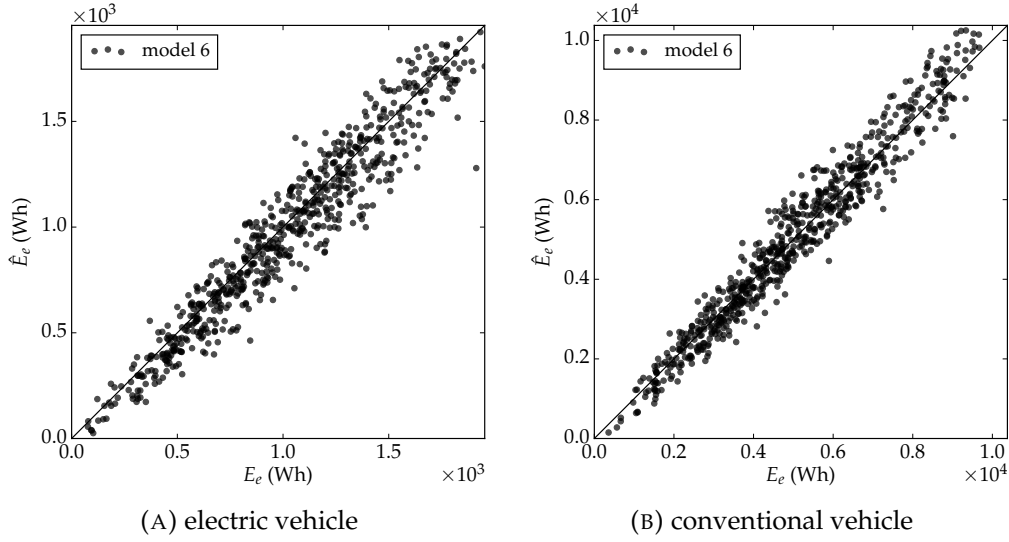 ×10³
model 6
1.5
1.0
0.5
0.0
Ê_e (Wh)
0.0 0.5 1.0 1.5
E_e (Wh)
×10³
(A) electric vehicle
×10⁴
model 6
1.0
0.8
0.6
0.4
0.2
0.0
Ê_e (Wh)
0.0 0.2 0.4 0.6 0.8 1.0
E_e (Wh)
×10⁴
(B) conventional vehicle